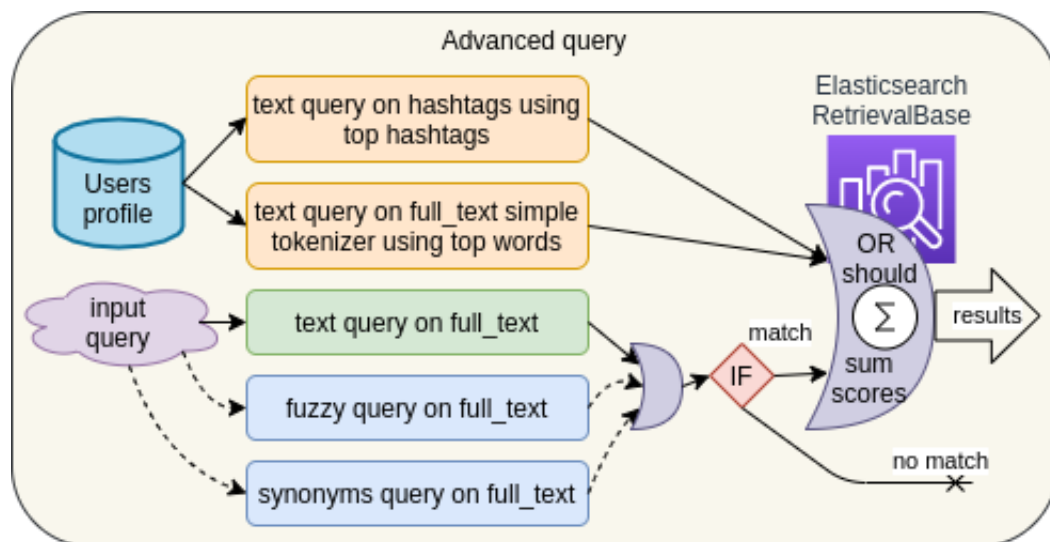 Advanced query
Elasticsearch
RetrievalBase
text query on hashtags using
top hashtags
Users
profile
text query on full_text simple
tokenizer using top words
OR
should
Σ
sum
scores
results
input
query
text query on full_text
match
IF
fuzzy query on full_text
no match
synonyms query on full_text